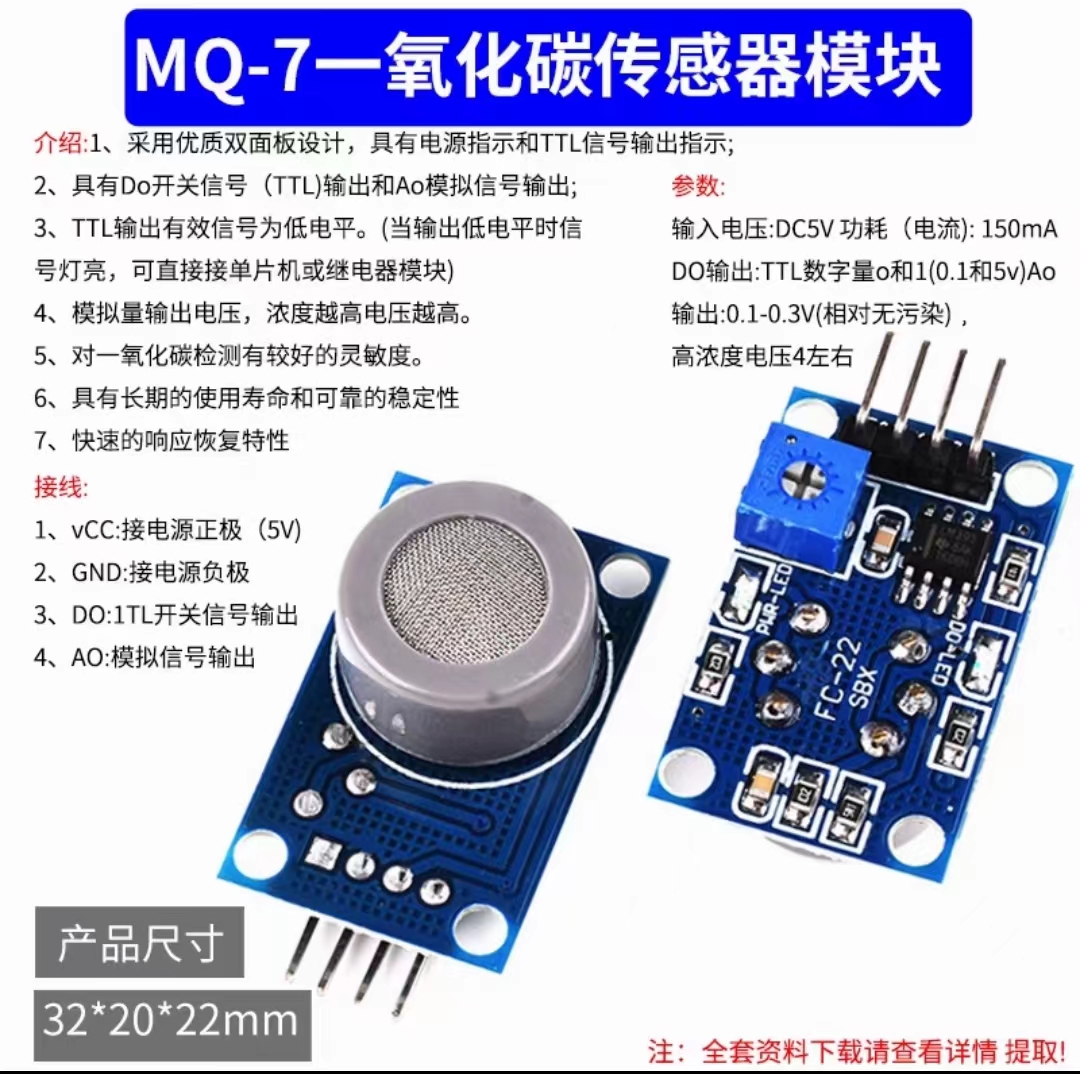 MQ-7一氧化碳传感器模块
介绍:1、采用优质双面板设计，具有电源指示和TTL信号输出指示;
2、具有Do开关信号（TTL)输出和Ao模拟信号输出;
3、TTL输出有效信号为低电平。(当输出低电平时信
号灯亮，可直接接单片机或继电器模块)
4、模拟量输出电压，浓度越高电压越高。
5、对一氧化碳检测有较好的灵敏度。
6、具有长期的使用寿命和可靠的稳定性
7、快速的响应恢复特性
参数:
输入电压:DC5V 功耗（电流): 150mA
DO输出:TTL数字量o和1(0.1和5v)Ao
输出:0.1-0.3V(相对无污染)，
高浓度电压4左右
接线:
1、vCC:接电源正极（5V)
2、GND:接电源负极
3、DO:1TL开关信号输出
4、AO:模拟信号输出
PWR-LED
DO-LED
FC-22
SBX
产品尺寸
32*20*22mm
注：全套资料下载请查看详情 提取!